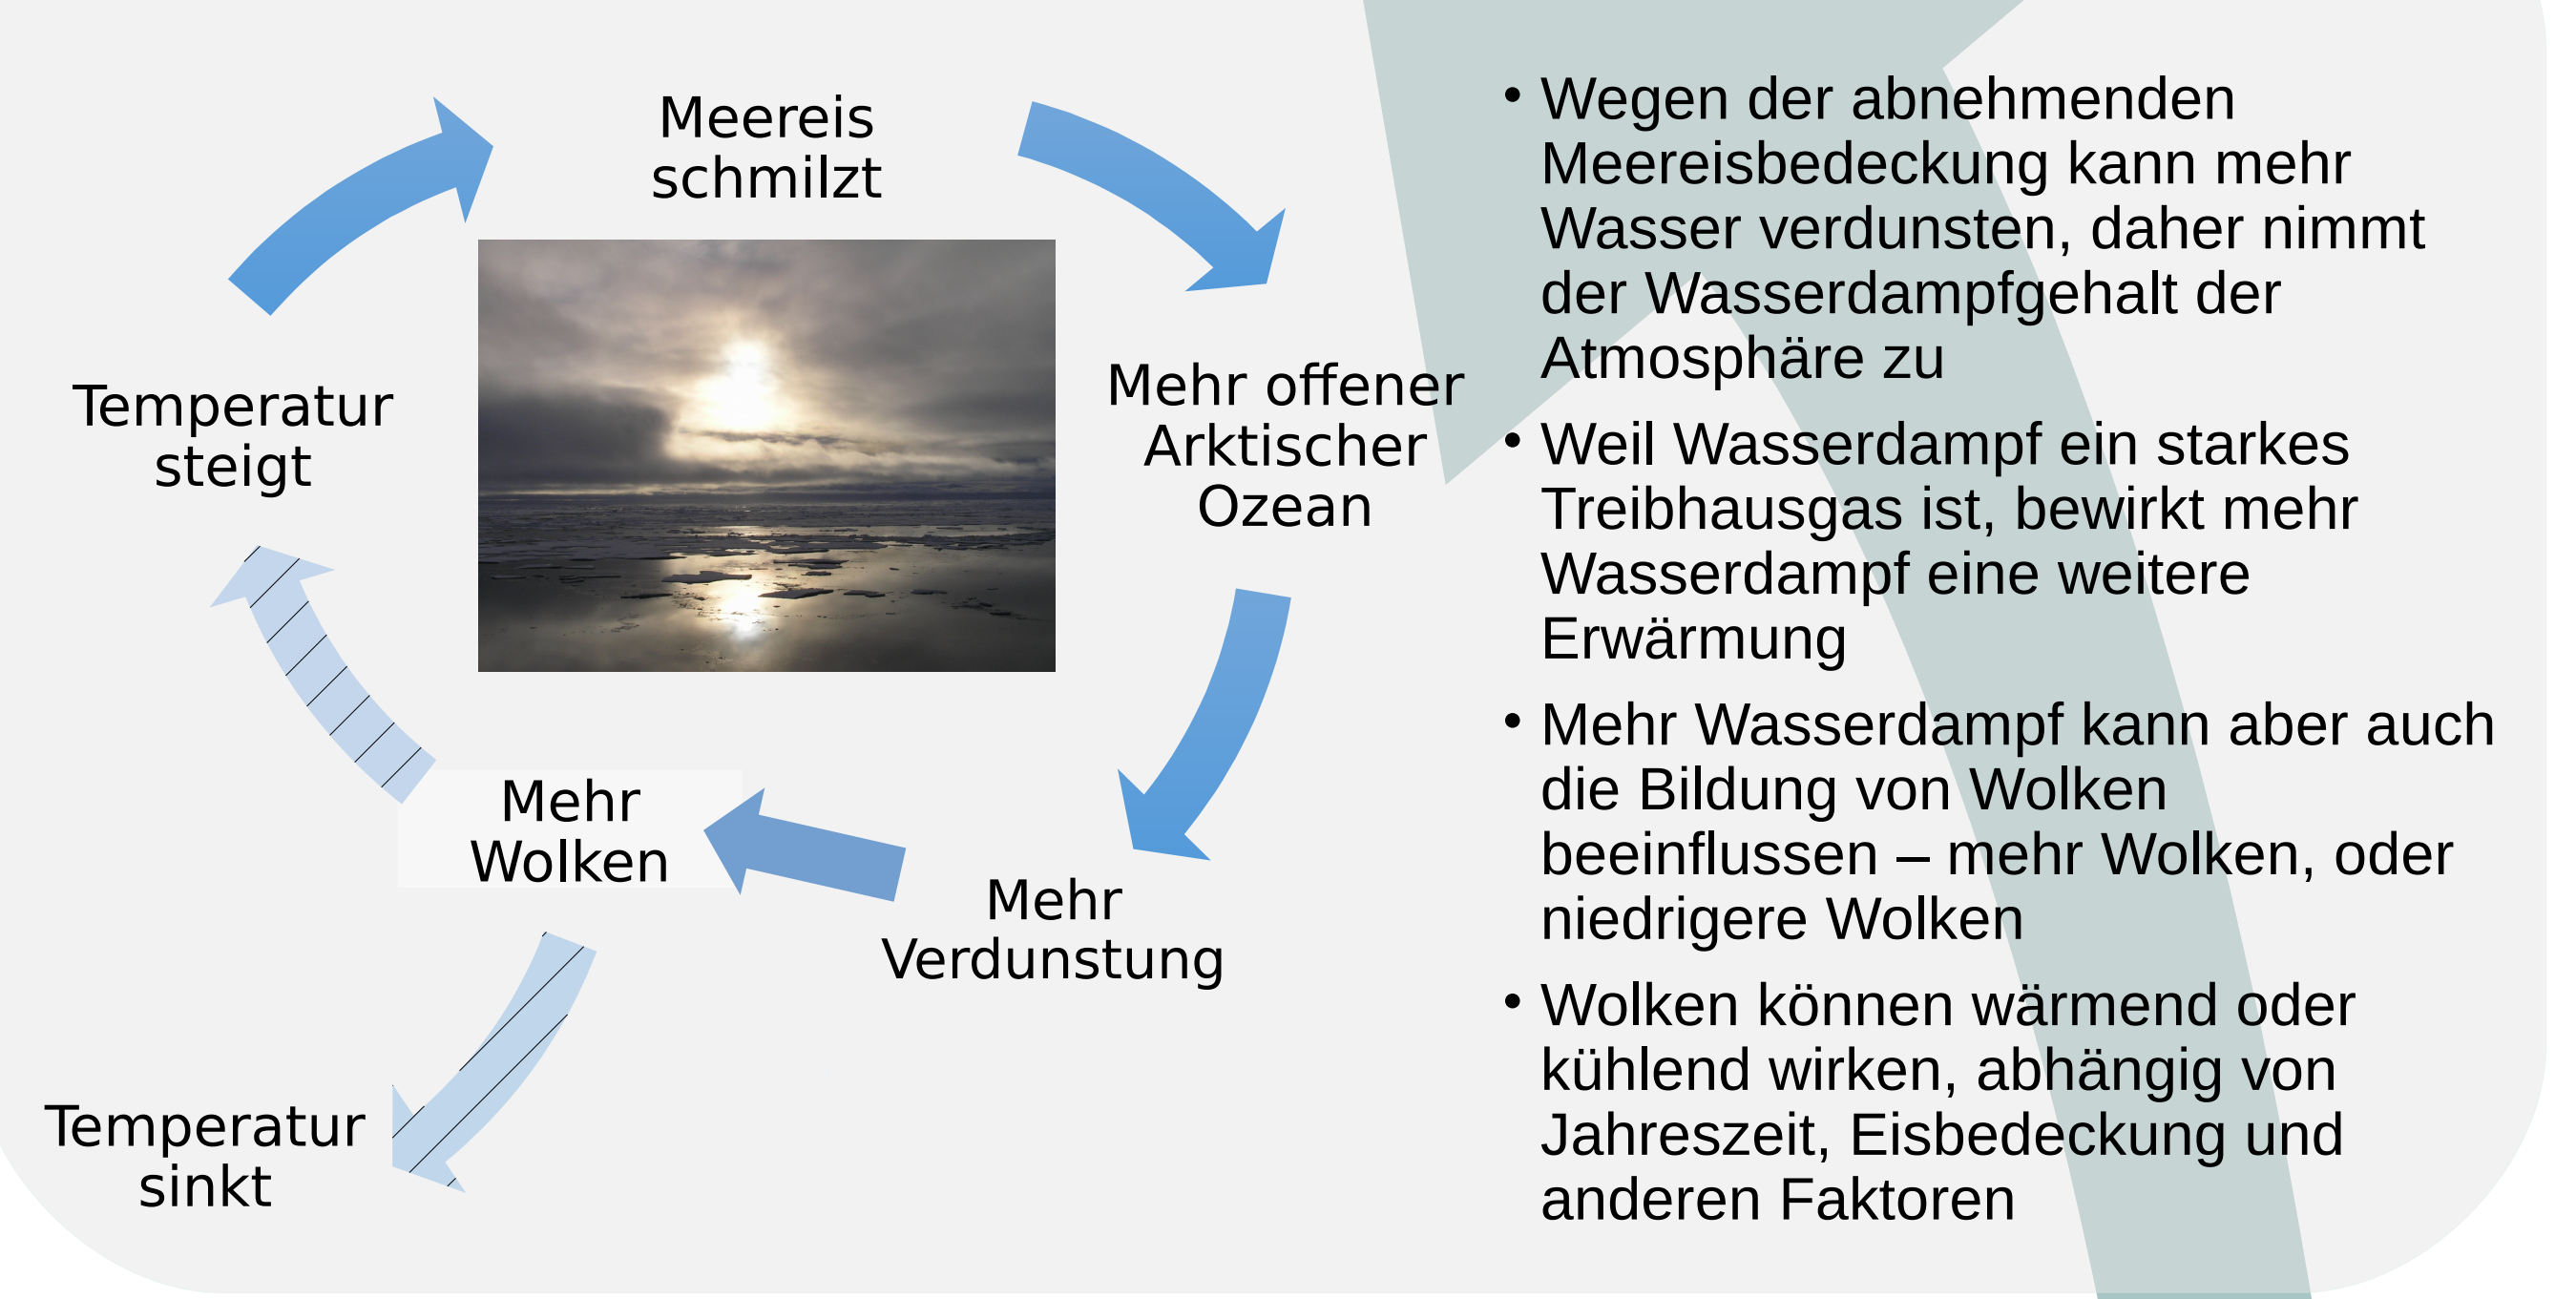 Meereis
schmilzt
Mehr offener
Arktischer
Ozean
Mehr
Verdunstung
Mehr
Wolken
Temperatur
steigt
Temperatur
sinkt
• Wegen der abnehmenden
Meereisbedeckung kann mehr
Wasser verdunsten, daher nimmt
der Wasserdampfgehalt der
Atmosphäre zu
• Weil Wasserdampf ein starkes
Treibhausgas ist, bewirkt mehr
Wasserdampf eine weitere
Erwärmung
• Mehr Wasserdampf kann aber auch
die Bildung von Wolken
beeinflussen – mehr Wolken, oder
niedrigere Wolken
• Wolken können wärmend oder
kühlend wirken, abhängig von
Jahreszeit, Eisbedeckung und
anderen Faktoren